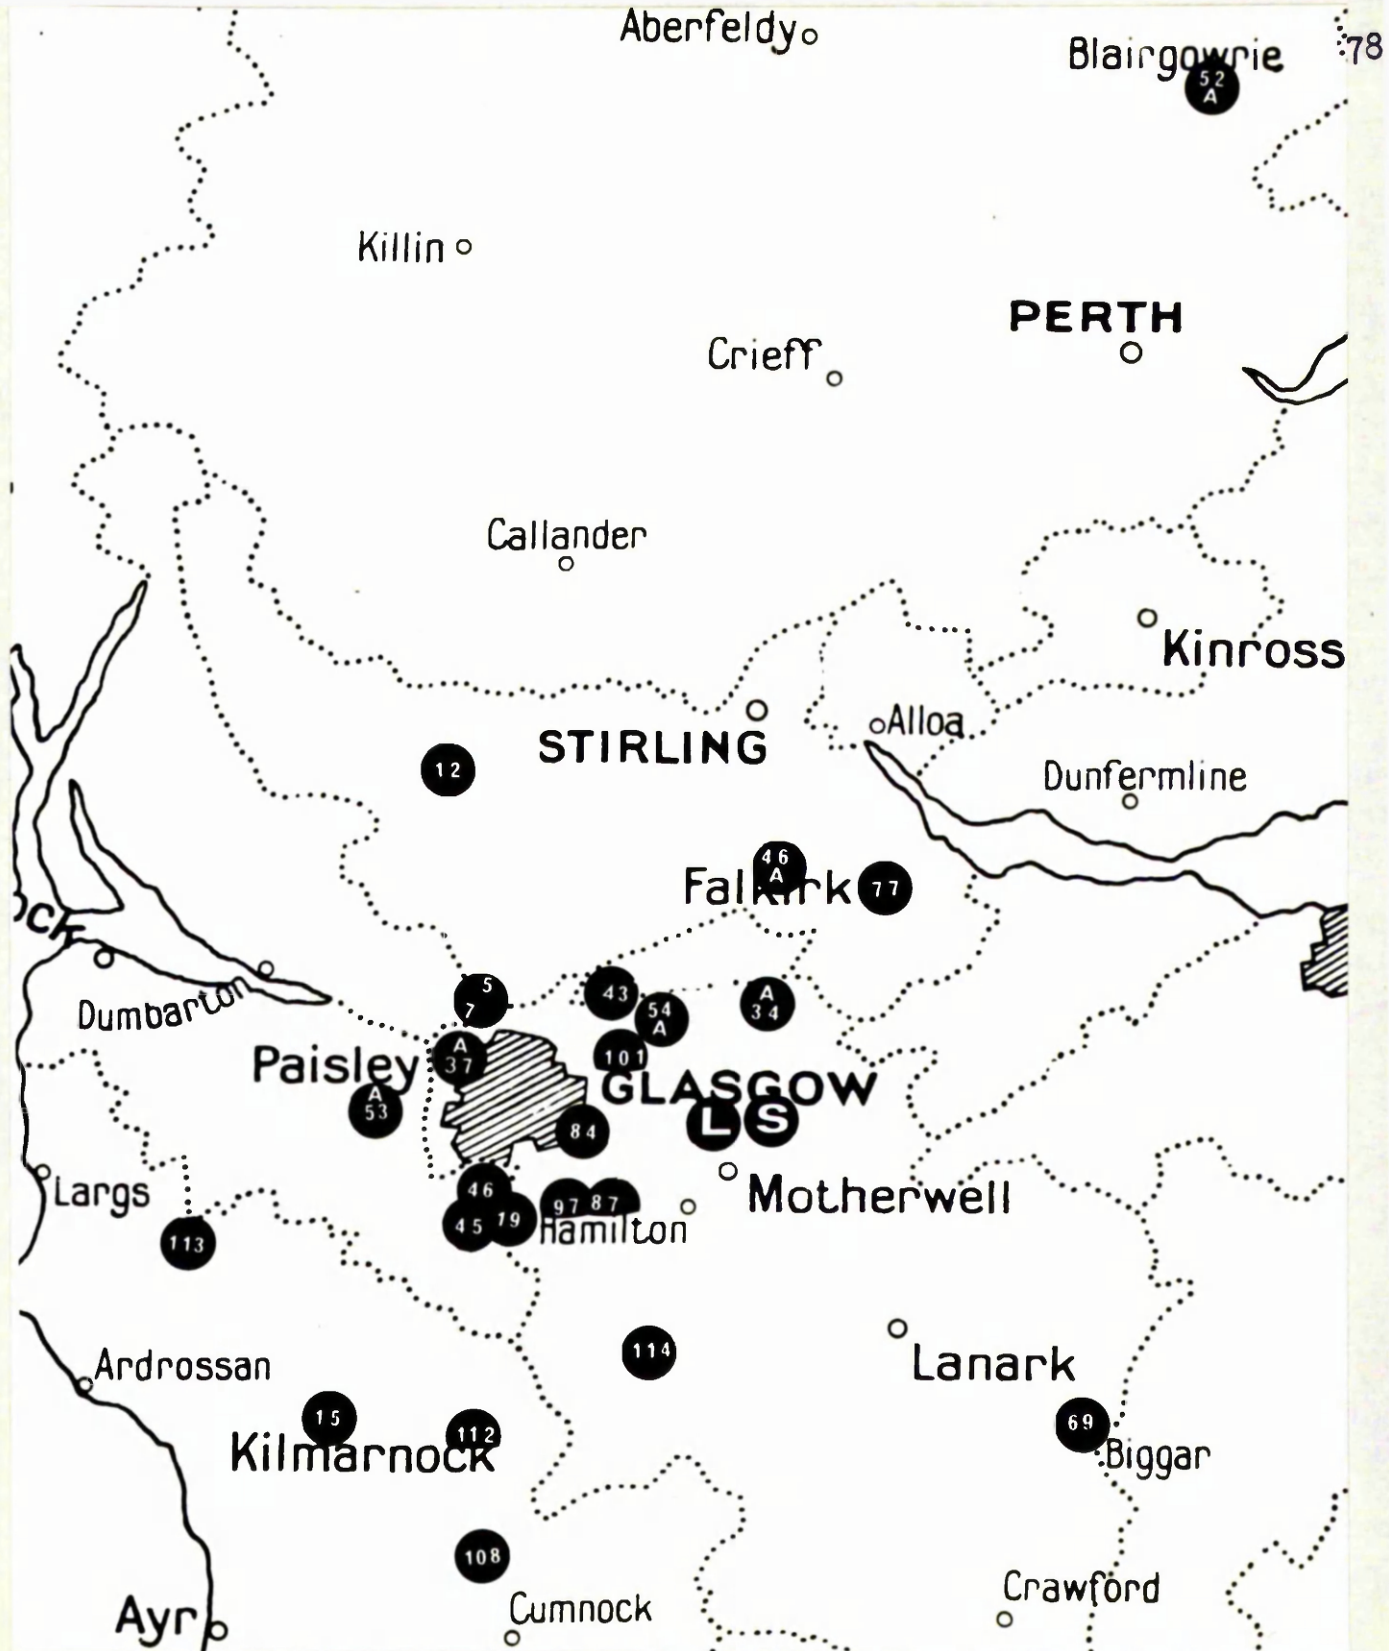 Aberfeldy
Blairgowrie
78
52
A
Killin
PERTH
Crieff
Callander
Kinross
Alloa
STIRLING
12
Dunfermline
46
A
Falkirk
77
OCK
Dumbarton
5
7
43
54
A
A
34
Paisley
A
37
101
GLASGOW
A
53
84
L
S
Largs
46
45
19
97
87
Hamilton
Motherwell
113
114
Lanark
Ardrossan
15
112
Kilmarnock
69
Biggar
108
Cumnock
Crawford
Ayr